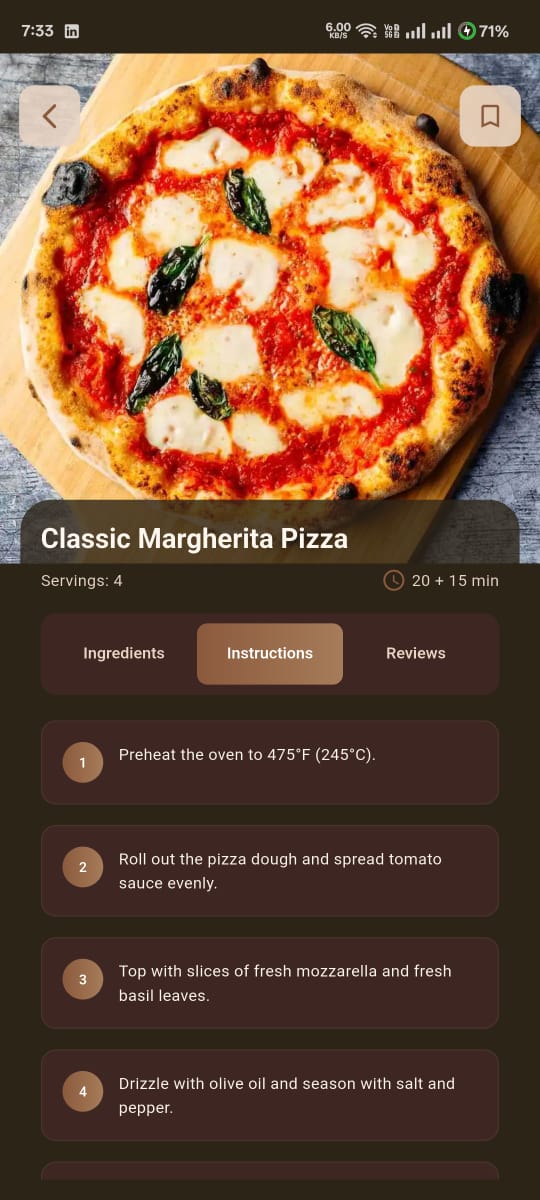 7:33 in 6.00 KB/S Vo 5G 71%
Classic Margherita Pizza
Servings: 4 20 + 15 min
Ingredients Instructions Reviews
1 Preheat the oven to 475°F (245°C).
2 Roll out the pizza dough and spread tomato
sauce evenly.
3 Top with slices of fresh mozzarella and fresh
basil leaves.
4 Drizzle with olive oil and season with salt and
pepper.